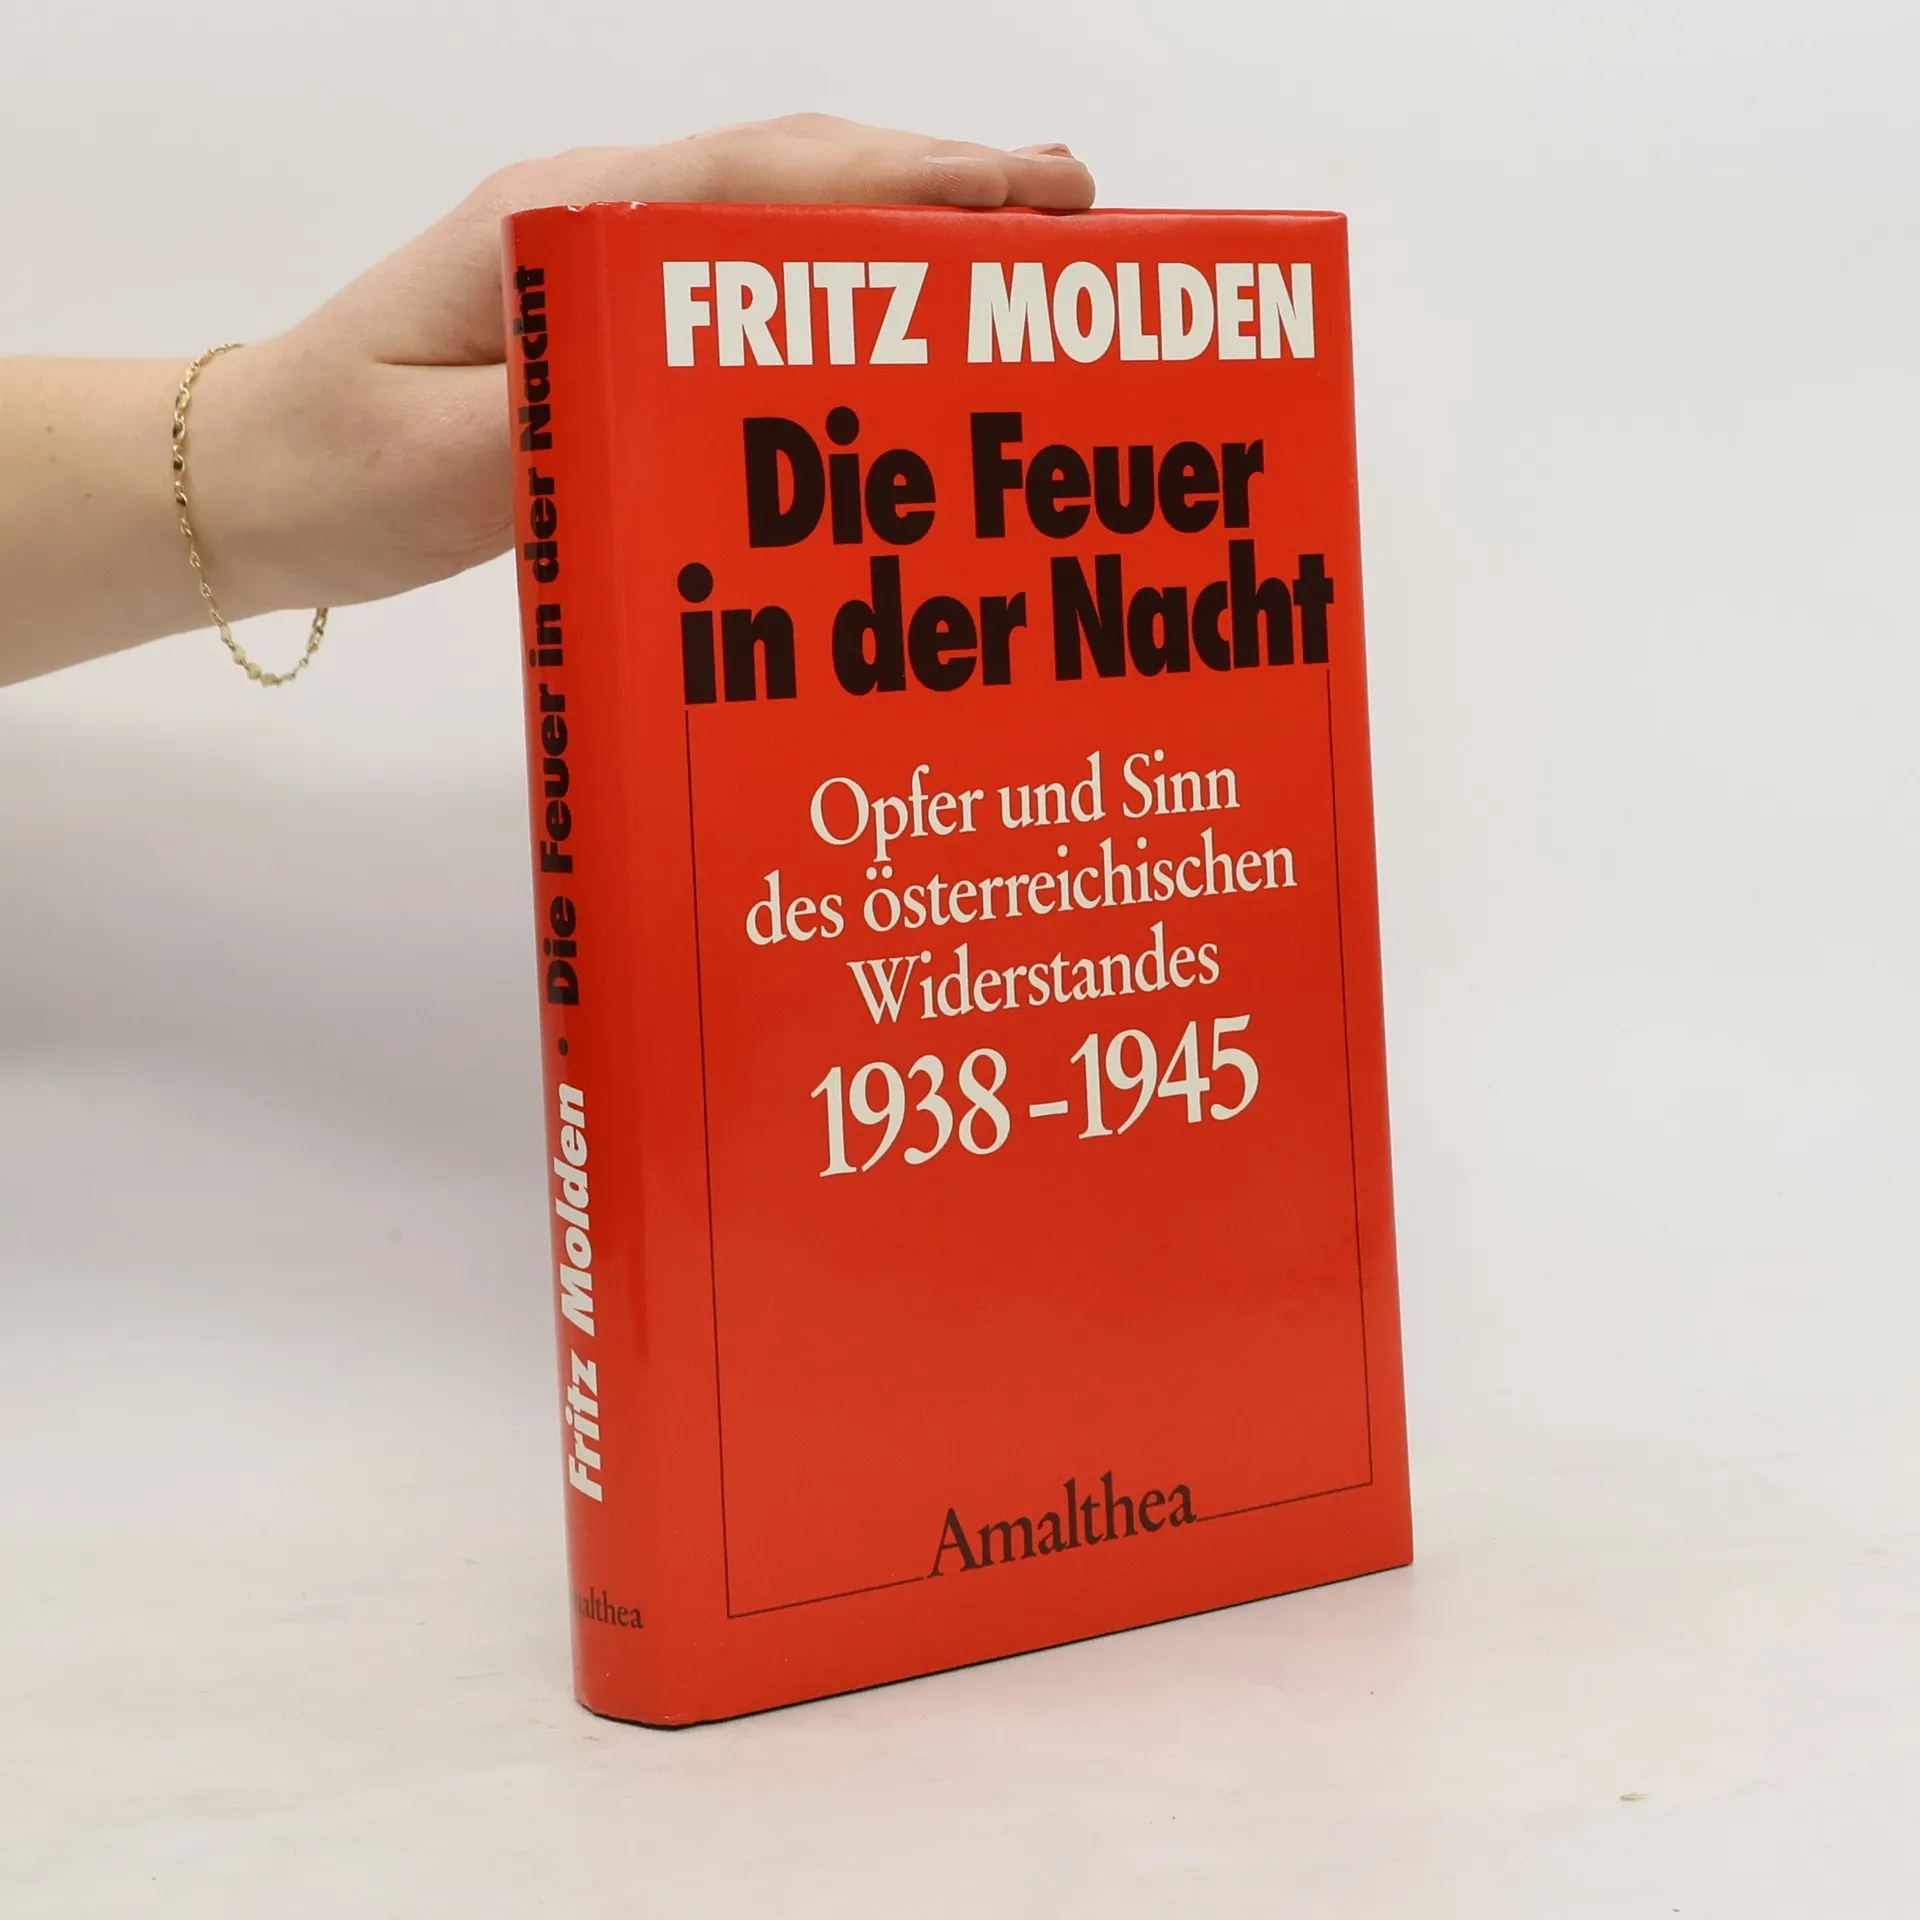 FRITZ MOLDEN
Die Feuer
in der Nacht
Opfer und Sinn
des österreichischen
Widerstandes
1938–1945
Amalthea
Fritz Molden · Die Feuer in der Nacht
malthea